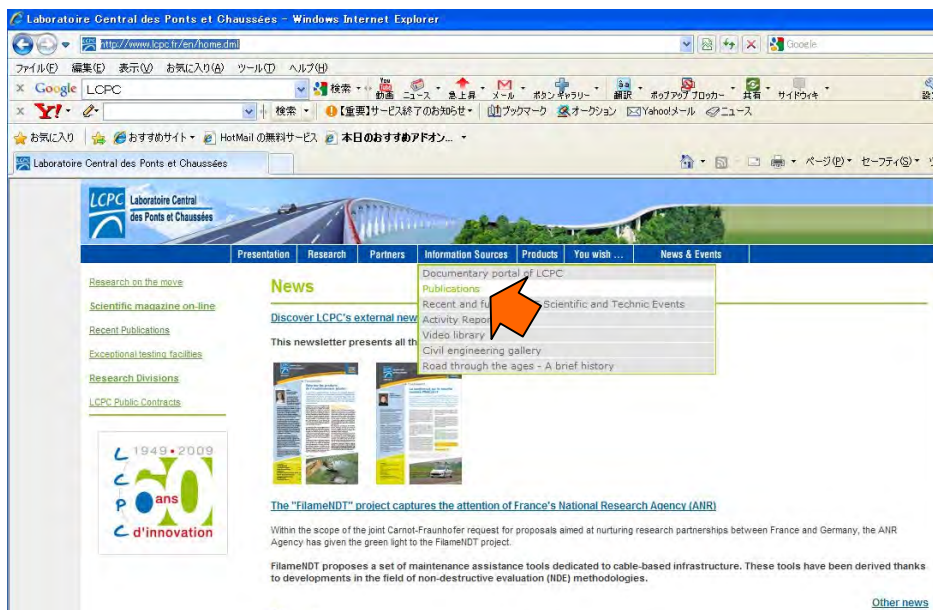 Laboratoire Central des Ponts et Chaussées - Windows Internet Explorer
http://www.lcpc.fr/en/home.dml
Google
ファイル(F) 編集(E) 表示(V) お気に入り(A) ツール(T) ヘルプ(H)
Google LCPC 検索 動画 ニュース 急上昇 メール ボタン ギャラリー 翻訳 ポップアップ ブロッカー 共有 サイドウィキ
Y! 検索 【重要】サービス終了のお知らせ ブックマーク オークション Yahoo!メール ニュース
お気に入り おすすめサイト HotMail の無料サービス 本日のおすすめアドオン...
Laboratoire Central des Ponts et Chaussées ページ(P) セーフティ(S)
LCPC Laboratoire Central
des Ponts et Chaussées
Presentation Research Partners Information Sources Products You wish ... News & Events
Documentary portal of LCPC
Publications
Recent and Scientific and Technic Events
Activity Repor
Video library
Civil engineering gallery
Road through the ages - A brief history
Research on the move
Scientific magazine on-line
Recent Publications
Exceptional testing facilities
Research Divisions
LCPC Public Contracts
LCPC
1949 • 2009
60
ans
d'innovation
News
Discover LCPC's external new
This newsletter presents all th
The "FilameNDT" project captures the attention of France's National Research Agency (ANR)
Within the scope of the joint Carnot-Fraunhofer request for proposals aimed at nurturing research partnerships between France and Germany, the ANR
Agency has given the green light to the FilameNDT project.
FilameNDT proposes a set of maintenance assistance tools dedicated to cable-based infrastructure. These tools have been derived thanks
to developments in the field of non-destructive evaluation (NDE) methodologies.
Other news